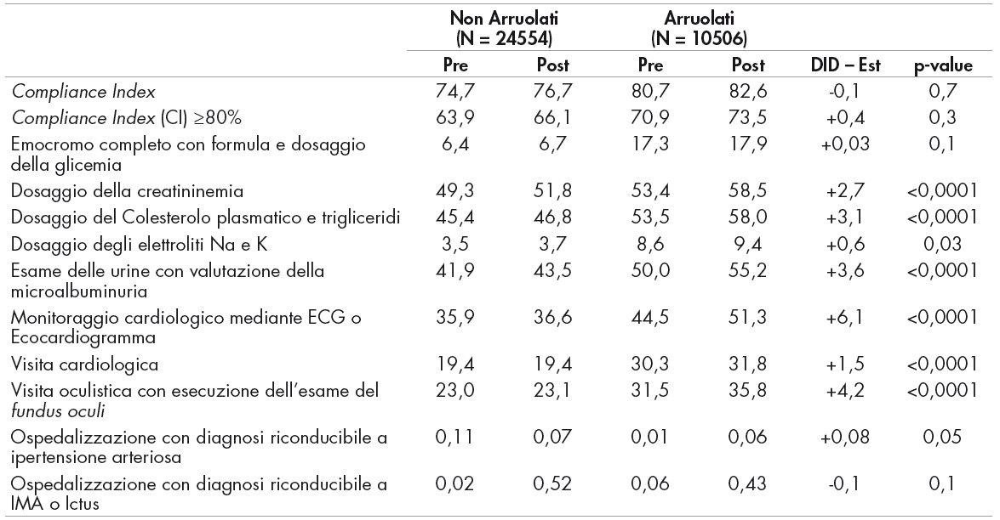 Non Arruolati Arruolati
(N = 24554) (N = 10506)
Pre Post Pre Post DID – Est p-value
Compliance Index 74,7 76,7 80,7 82,6 -0,1 0,7
Compliance Index (CI) ≥80% 63,9 66,1 70,9 73,5 +0,4 0,3
Emocromo completo con formula e dosaggio 6,4 6,7 17,3 17,9 +0,03 0,1
della glicemia
Dosaggio della creatininemia 49,3 51,8 53,4 58,5 +2,7 <0,0001
Dosaggio del Colesterolo plasmatico e trigliceridi 45,4 46,8 53,5 58,0 +3,1 <0,0001
Dosaggio degli elettroliti Na e K 3,5 3,7 8,6 9,4 +0,6 0,03
Esame delle urine con valutazione della 41,9 43,5 50,0 55,2 +3,6 <0,0001
microalbuminuria
Monitoraggio cardiologico mediante ECG o 35,9 36,6 44,5 51,3 +6,1 <0,0001
Ecocardiogramma
Visita cardiologica 19,4 19,4 30,3 31,8 +1,5 <0,0001
Visita oculistica con esecuzione dell'esame del 23,0 23,1 31,5 35,8 +4,2 <0,0001
fundus oculi
Ospedalizzazione con diagnosi riconducibile a 0,11 0,07 0,01 0,06 +0,08 0,05
ipertensione arteriosa
Ospedalizzazione con diagnosi riconducibile a 0,02 0,52 0,06 0,43 -0,1 0,1
IMA o Ictus